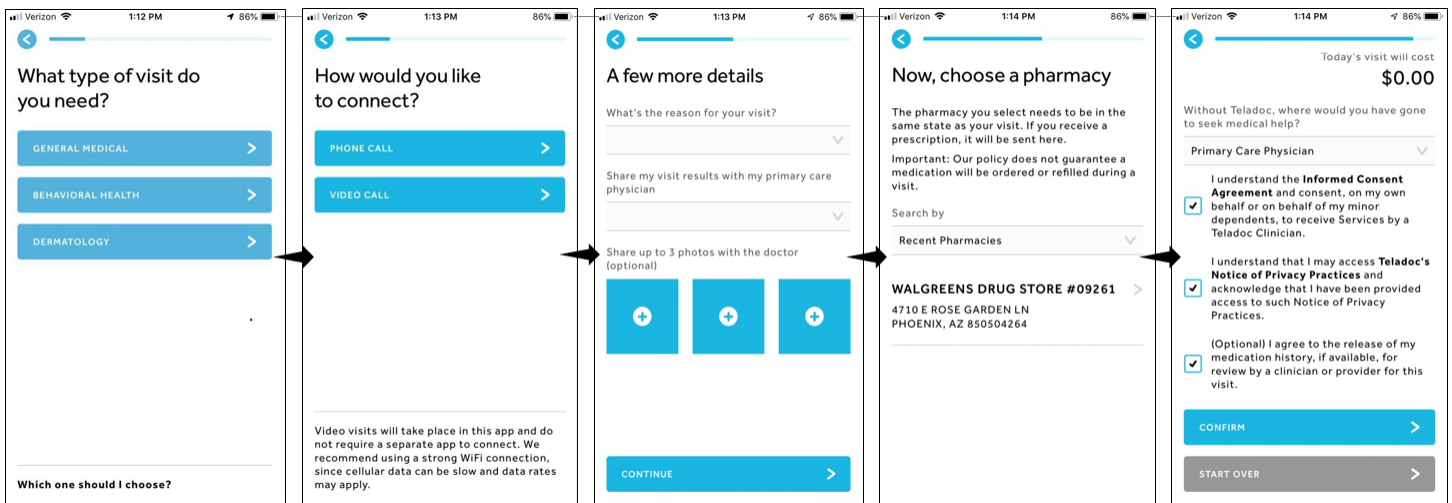 Verizon 1:12 PM 86%
What type of visit do
you need?
GENERAL MEDICAL
BEHAVIORAL HEALTH
DERMATOLOGY
Which one should I choose?
Verizon 1:13 PM 86%
How would you like
to connect?
PHONE CALL
VIDEO CALL
Video visits will take place in this app and do
not require a separate app to connect. We
recommend using a strong WiFi connection,
since cellular data can be slow and data rates
may apply.
Verizon 1:13 PM 86%
A few more details
What's the reason for your visit?
Share my visit results with my primary care
physician
Share up to 3 photos with the doctor
(optional)
CONTINUE
Verizon 1:14 PM 86%
Now, choose a pharmacy
The pharmacy you select needs to be in the
same state as your visit. If you receive a
prescription, it will be sent here.
Important: Our policy does not guarantee a
medication will be ordered or refilled during a
visit.
Search by
Recent Pharmacies
WALGREENS DRUG STORE #09261
4710 E ROSE GARDEN LN
PHOENIX, AZ 850504264
Verizon 1:14 PM 86%
Today's visit will cost
$0.00
Without Teladoc, where would you have gone
to seek medical help?
Primary Care Physician
I understand the Informed Consent
Agreement and consent, on my own
behalf or on behalf of my minor
dependents, to receive Services by a
Teladoc Clinician.
I understand that I may access Teladoc's
Notice of Privacy Practices and
acknowledge that I have been provided
access to such Notice of Privacy
Practices.
(Optional) I agree to the release of my
medication history, if available, for
review by a clinician or provider for this
visit.
CONFIRM
START OVER